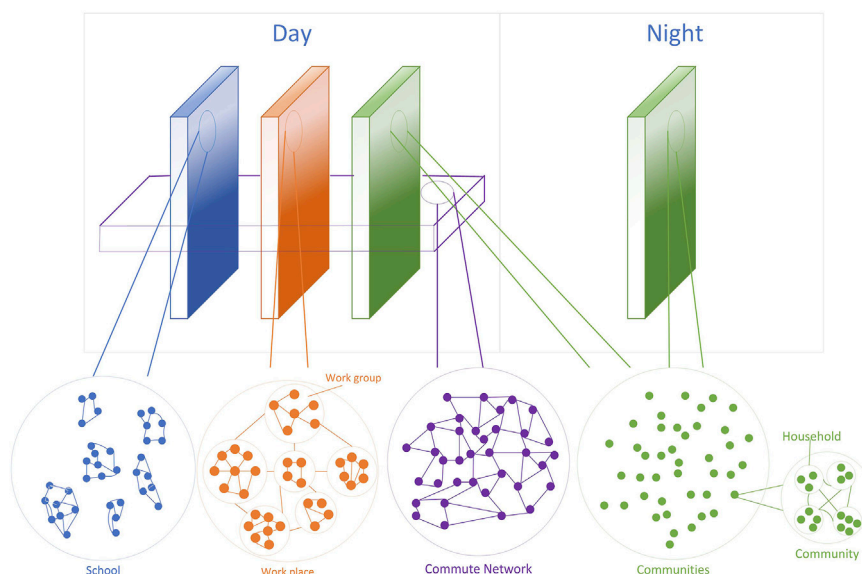 Day
Night
Work group
Household
Community
School
Work place
Commute Network
Communities